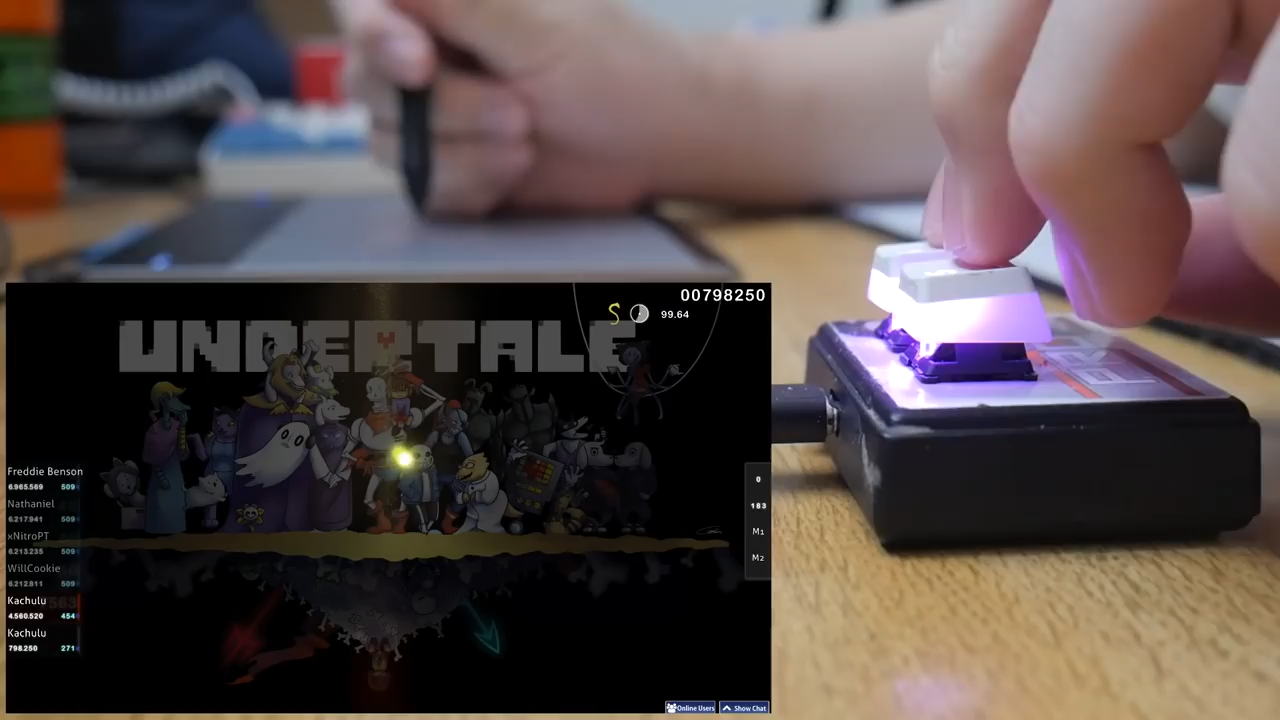 00798250
S
99.64
UNDERTALE
Freddie Benson
6.965.569 509
Nathaniel
6.217.941 509
xNitroPT
6.213.235 509
WillCookie
6.212.811 509
Kachulu
4.560.520 454
Kachulu
798.250 271
0
183
M1
M2
Online Users
Show Chat